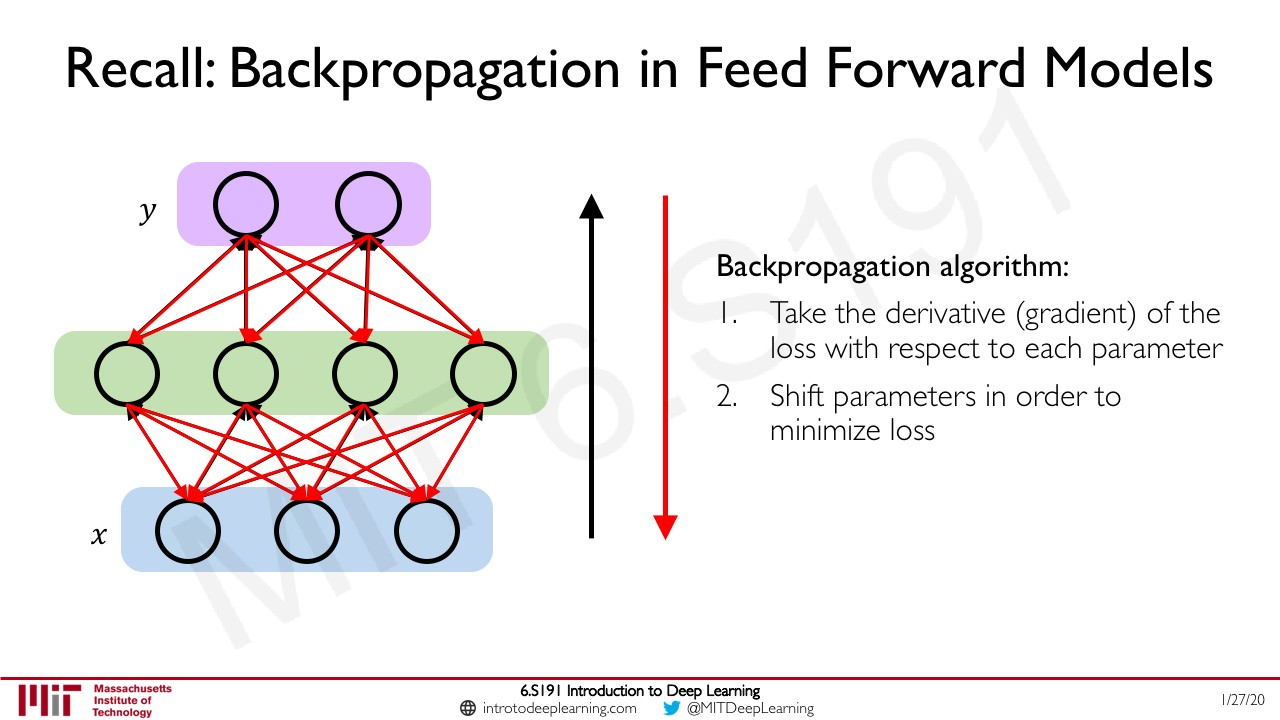 Recall: Backpropagation in Feed Forward Models
y
x
Backpropagation algorithm:
1. Take the derivative (gradient) of the
loss with respect to each parameter
2. Shift parameters in order to
minimize loss
MIT 6.S191
Massachusetts
Institute of
Technology
6.S191 Introduction to Deep Learning
introtodeeplearning.com @MITDeepLearning
1/27/20